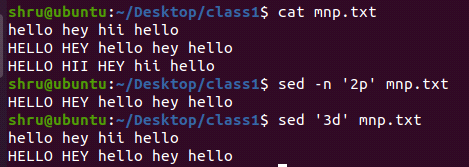 shru@ubuntu:~/Desktop/class1$ cat mnp.txt
hello hey hii hello
HELLO HEY hello hey hello
HELLO HII HEY hii hello
shru@ubuntu:~/Desktop/class1$ sed -n '2p' mnp.txt
HELLO HEY hello hey hello
shru@ubuntu:~/Desktop/class1$ sed '3d' mnp.txt
hello hey hii hello
HELLO HEY hello hey hello